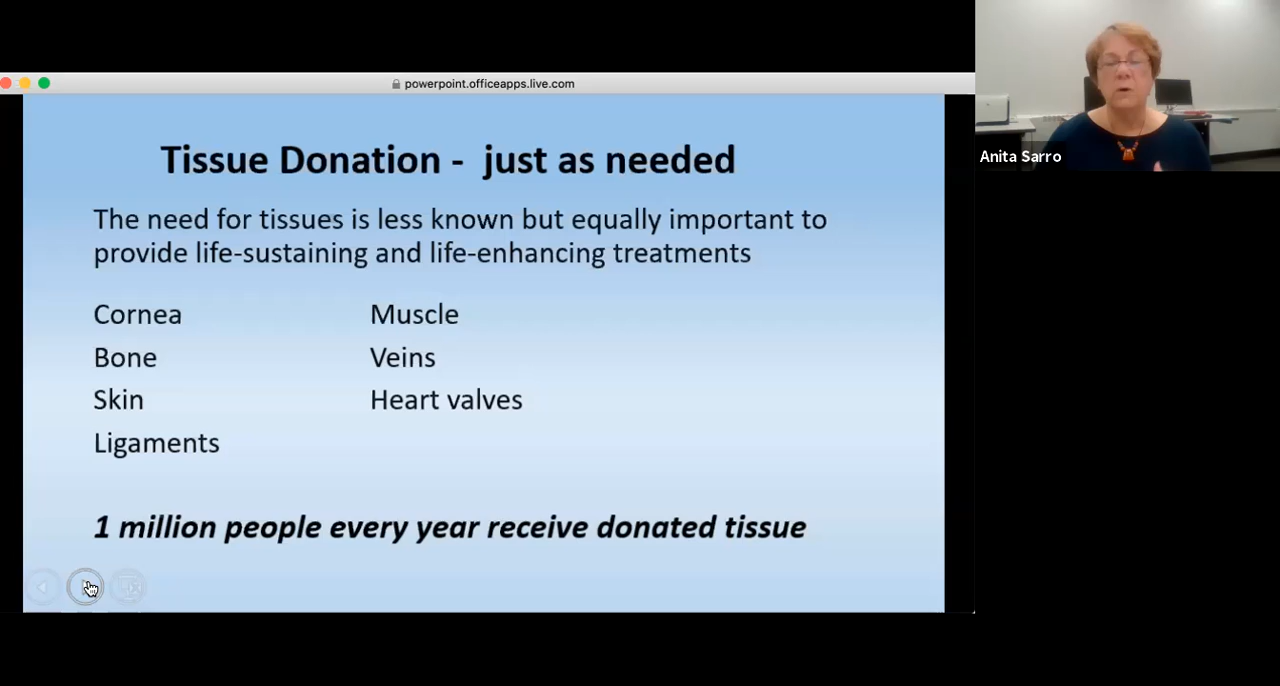 powerpoint.officeapps.live.com
Anita Sarro
Tissue Donation - just as needed
The need for tissues is less known but equally important to
provide life-sustaining and life-enhancing treatments
Cornea
Bone
Skin
Ligaments
Muscle
Veins
Heart valves
1 million people every year receive donated tissue